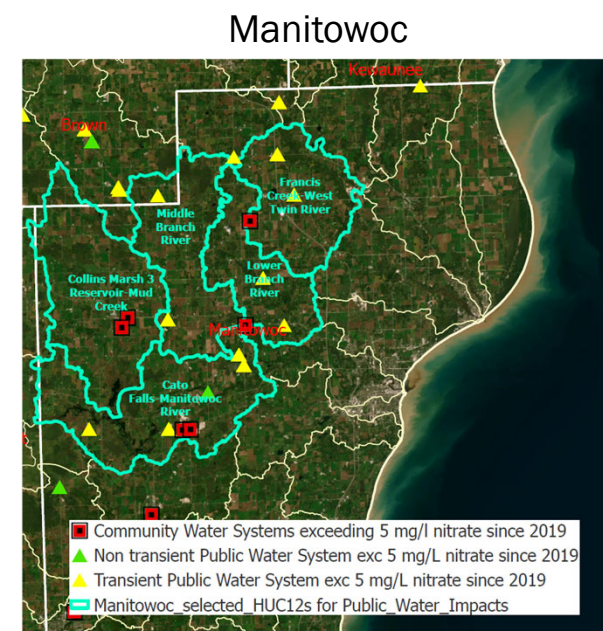 Manitowoc
Kewaunee
Brown
Francis
Creek-West
Twin River
Middle
Branch
River
Lower
Branch
River
Collins Marsh 3
Reservoir-Mud
Creek
Manitowoc
Cato
Falls-Manitowoc
River
Community Water Systems exceeding 5 mg/l nitrate since 2019
Non transient Public Water System exc 5 mg/L nitrate since 2019
Transient Public Water System exc 5 mg/L nitrate since 2019
Manitowoc_selected_HUC12s for Public_Water_Impacts